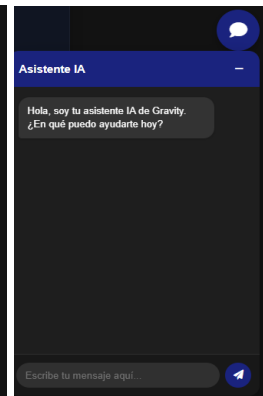 Asistente IA
Hola, soy tu asistente IA de Gravity.
¿En qué puedo ayudarte hoy?
Escribe tu mensaje aquí...